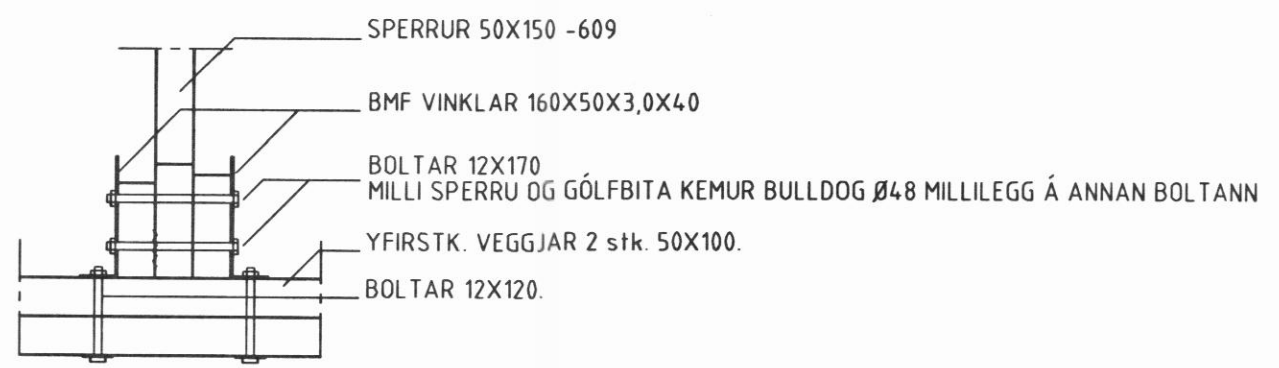 SPERRUR 50X150 -609
BMF VINKLAR 160X50X3,0X40
BOLTAR 12X170
MILLI SPERRU OG GÓLFBITA KEMUR BULLDOG Ø48 MILLILEGG Á ANNAN BOLTANN
YFIRSTK. VEGGJAR 2 stk. 50X100.
BOLTAR 12X120.